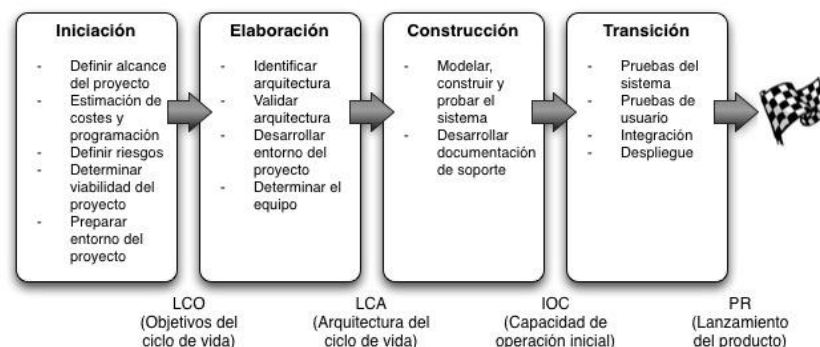 Iniciación
- Definir alcance
del proyecto
- Estimación de
costes y
programación
- Definir riesgos
- Determinar
viabilidad del
proyecto
- Preparar
entorno del
proyecto
Elaboración
- Identificar
arquitectura
- Validar
arquitectura
- Desarrollar
entorno del
proyecto
- Determinar el
equipo
Construcción
- Modelar,
construir y
probar el
sistema
- Desarrollar
documentación
de soporte
Transición
- Pruebas del
sistema
- Pruebas de
usuario
- Integración
- Despliegue
LCO
(Objetivos del
ciclo de vida)
LCA
(Arquitectura del
ciclo de vida)
IOC
(Capacidad de
operación inicial)
PR
(Lanzamiento
del producto)